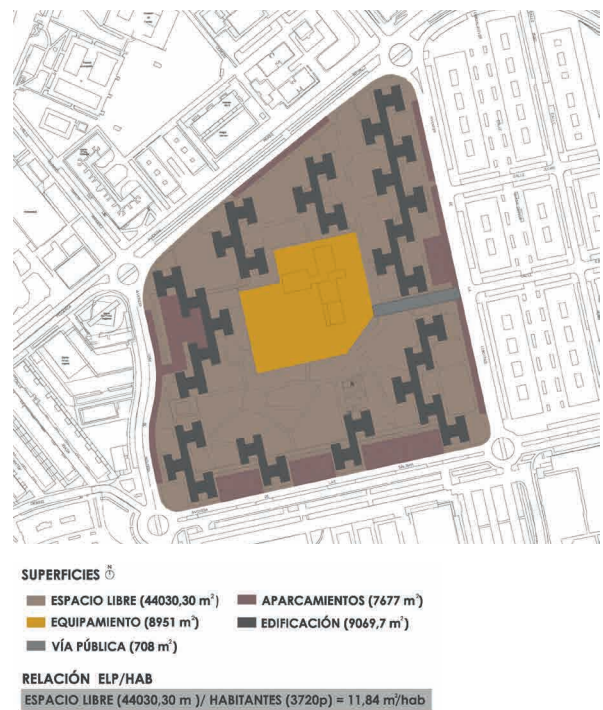 SUPERFICIES N
ESPACIO LIBRE (44030,30 m²) APARCAMIENTOS (7677 m²)
EQUIPAMIENTO (8951 m²) EDIFICACIÓN (9069,7 m²)
VÍA PÚBLICA (708 m²)
RELACIÓN ELP/HAB
ESPACIO LIBRE (44030,30 m )/ HABITANTES (3720p) = 11,84 m²/hab